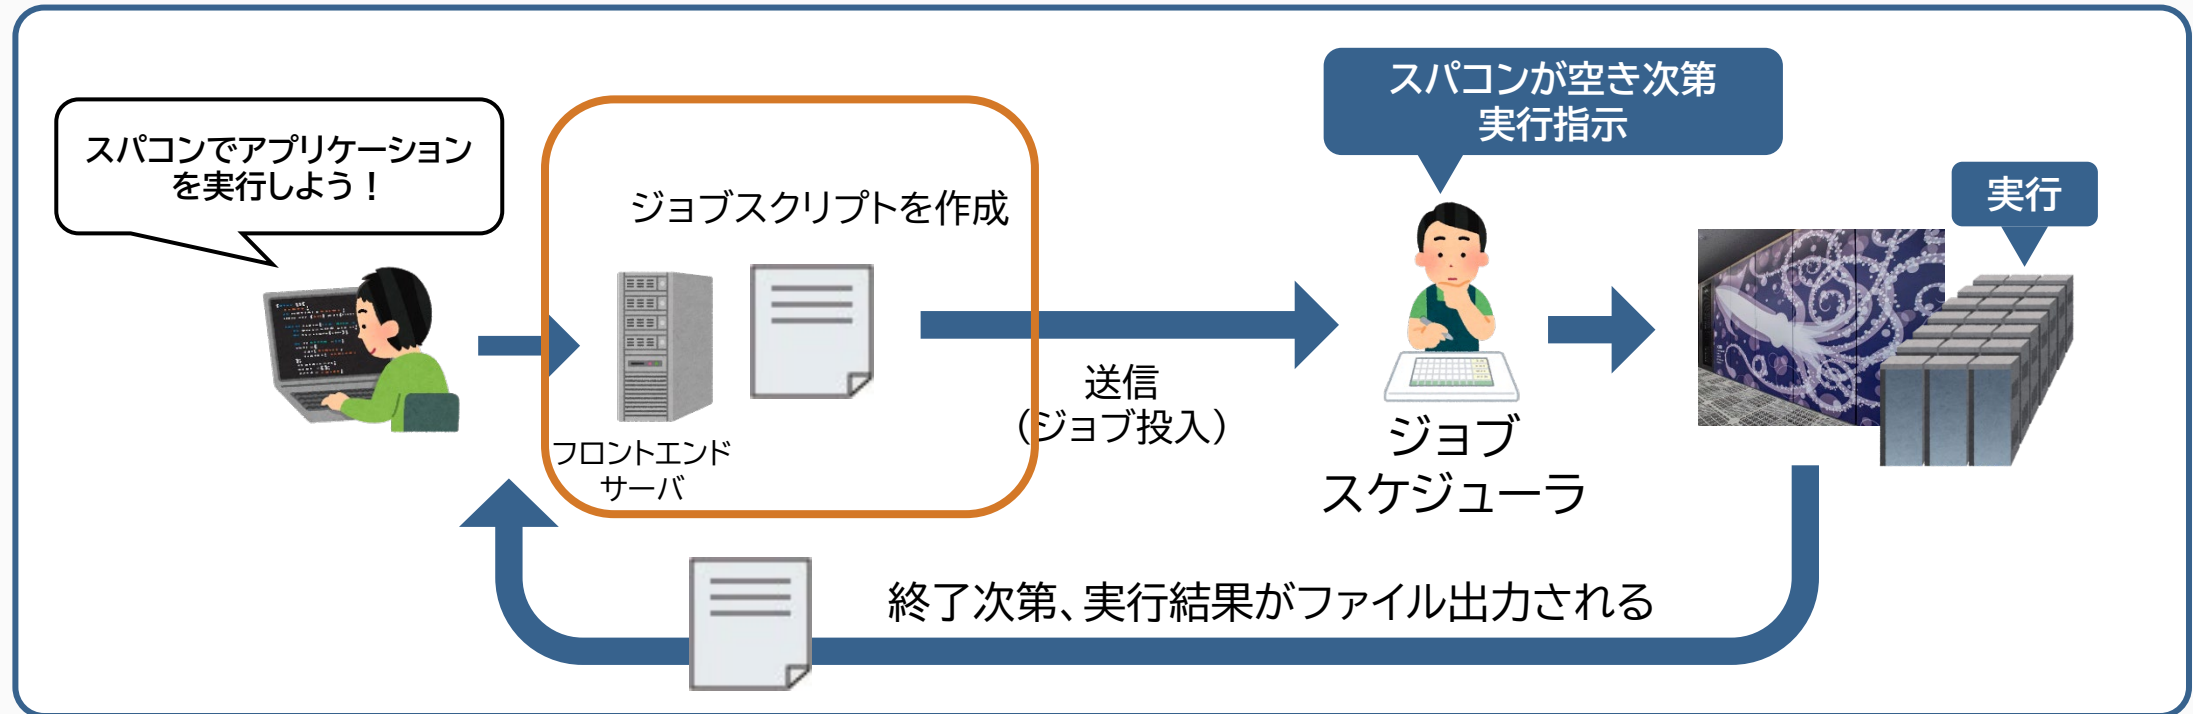 スパコンでアプリケーション
を実行しよう！
ジョブスクリプトを作成
フロントエンド
サーバ
送信
（ジョブ投入）
スパコンが空き次第
実行指示
ジョブ
スケジューラ
実行
終了次第、実行結果がファイル出力される